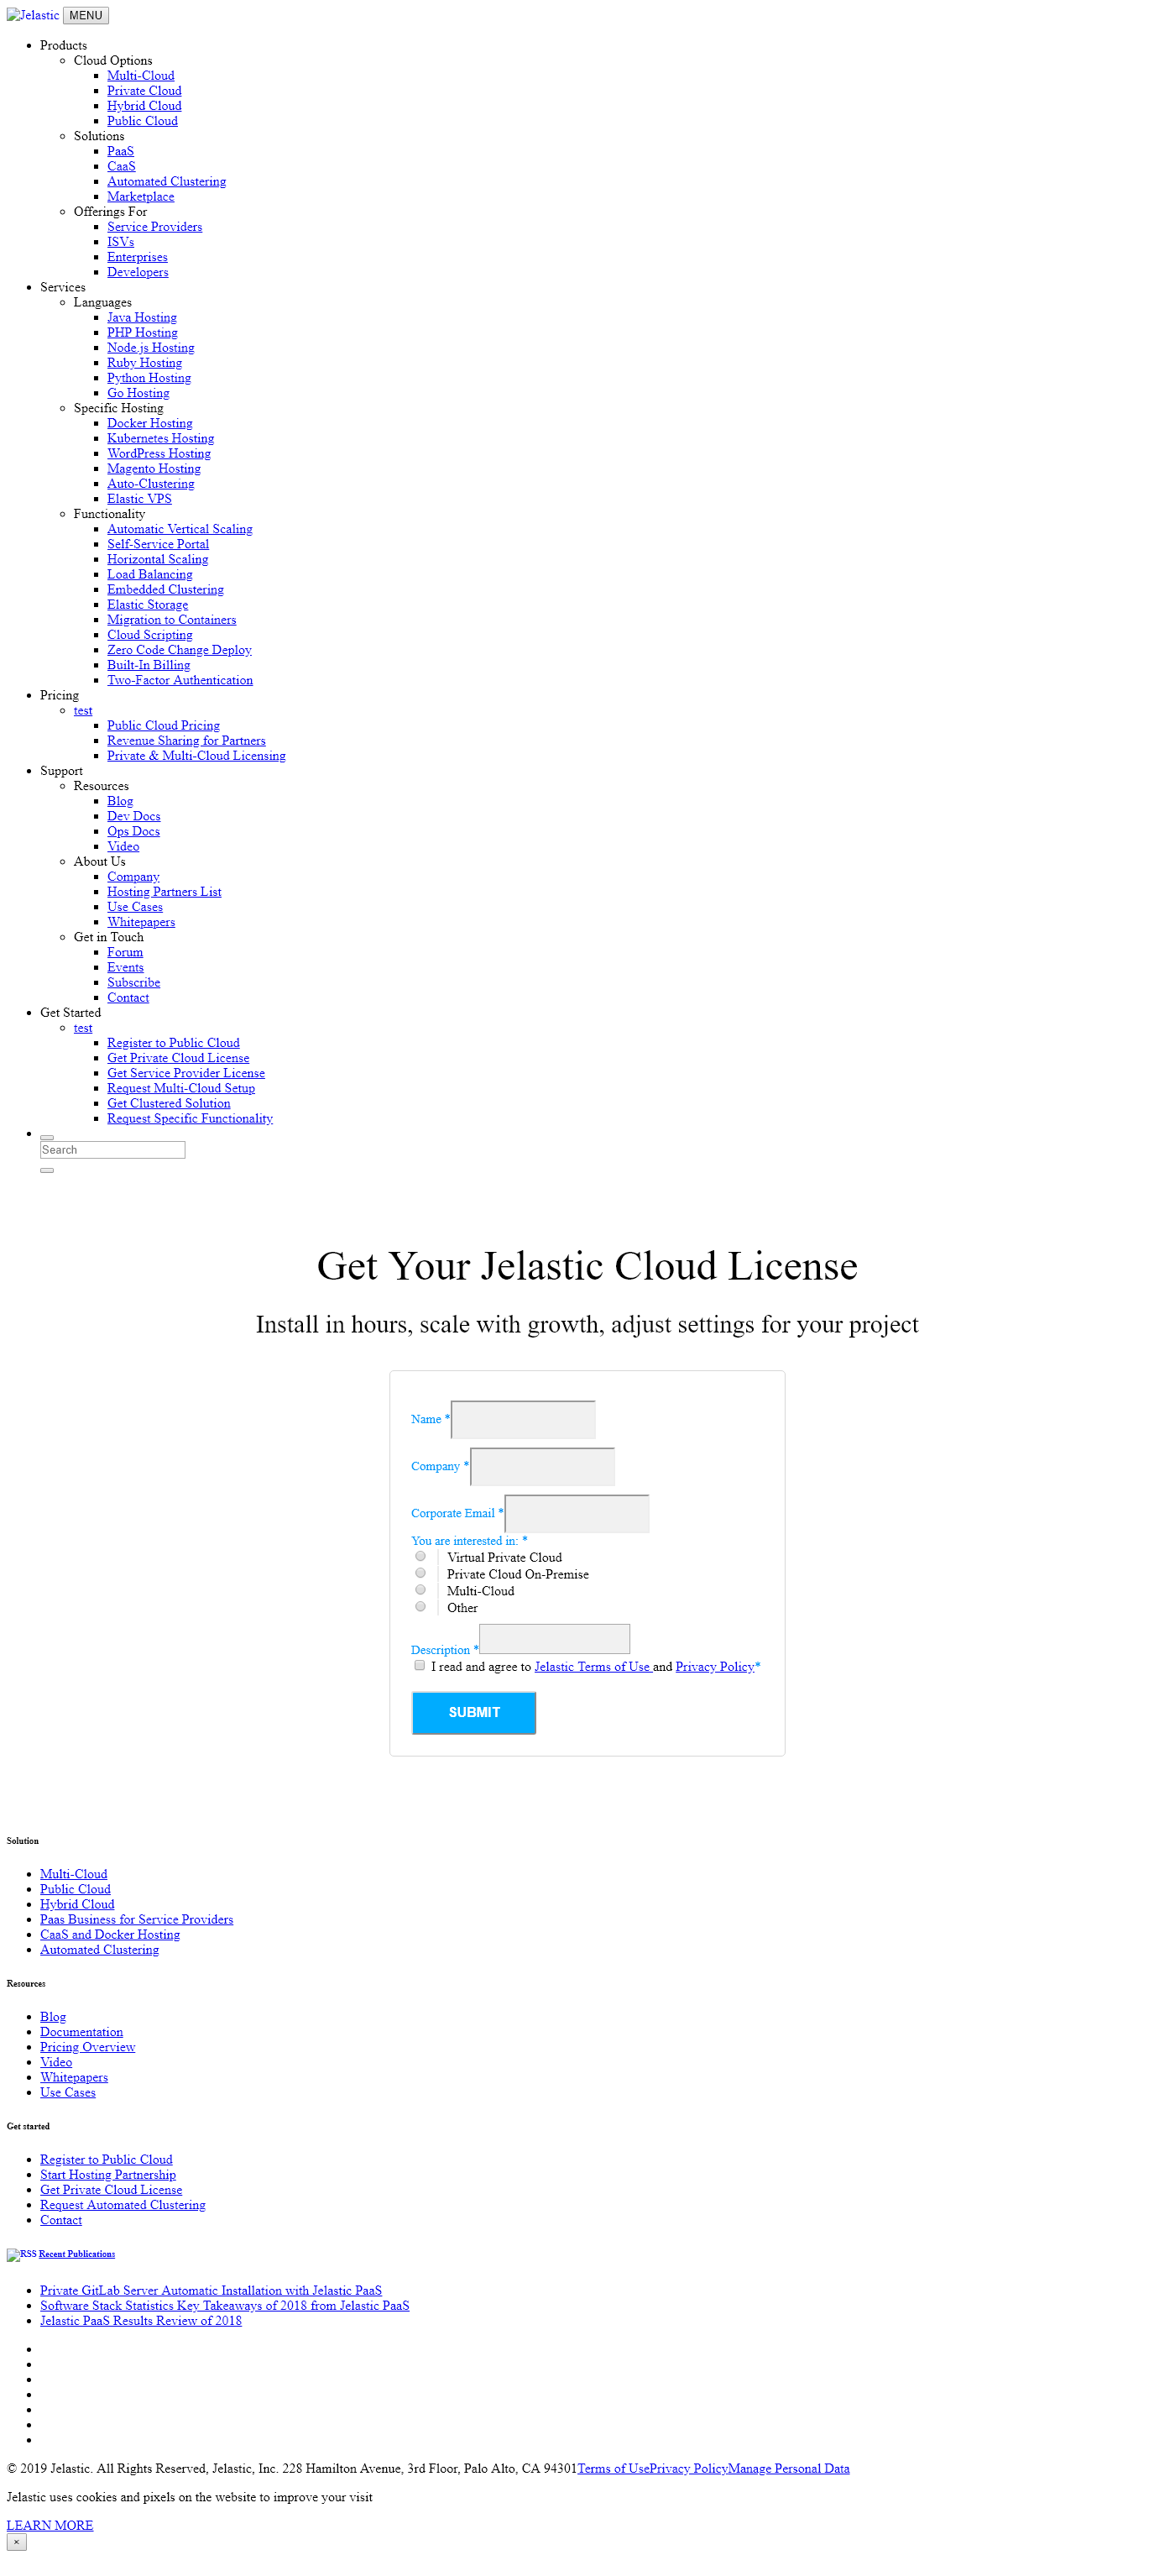 Jelastic MENU
Products
Cloud Options
Multi-Cloud
Private Cloud
Hybrid Cloud
Public Cloud
Solutions
PaaS
CaaS
Automated Clustering
Marketplace
Offerings For
Service Providers
ISVs
Enterprises
Developers
Services
Languages
Java Hosting
PHP Hosting
Node.js Hosting
Ruby Hosting
Python Hosting
Go Hosting
Specific Hosting
Docker Hosting
Kubernetes Hosting
WordPress Hosting
Magento Hosting
Auto-Clustering
Elastic VPS
Functionality
Automatic Vertical Scaling
Self-Service Portal
Horizontal Scaling
Load Balancing
Embedded Clustering
Elastic Storage
Migration to Containers
Cloud Scripting
Zero Code Change Deploy
Built-In Billing
Two-Factor Authentication
Pricing
test
Public Cloud Pricing
Revenue Sharing for Partners
Private & Multi-Cloud Licensing
Support
Resources
Blog
Dev Docs
Ops Docs
Video
About Us
Company
Hosting Partners List
Use Cases
Whitepapers
Get in Touch
Forum
Events
Subscribe
Contact
Get Started
test
Register to Public Cloud
Get Private Cloud License
Get Service Provider License
Request Multi-Cloud Setup
Get Clustered Solution
Request Specific Functionality
Search
Get Your Jelastic Cloud License
Install in hours, scale with growth, adjust settings for your project
Name *
Company *
Corporate Email *
You are interested in: *
Virtual Private Cloud
Private Cloud On-Premise
Multi-Cloud
Other
Description *
I read and agree to Jelastic Terms of Use and Privacy Policy*
SUBMIT
Solution
Multi-Cloud
Public Cloud
Hybrid Cloud
Paas Business for Service Providers
CaaS and Docker Hosting
Automated Clustering
Resources
Blog
Documentation
Pricing Overview
Video
Whitepapers
Use Cases
Get started
Register to Public Cloud
Start Hosting Partnership
Get Private Cloud License
Request Automated Clustering
Contact
RSS Recent Publications
Private GitLab Server Automatic Installation with Jelastic PaaS
Software Stack Statistics Key Takeaways of 2018 from Jelastic PaaS
Jelastic PaaS Results Review of 2018
© 2019 Jelastic. All Rights Reserved, Jelastic, Inc. 228 Hamilton Avenue, 3rd Floor, Palo Alto, CA 94301Terms of UsePrivacy PolicyManage Personal Data
Jelastic uses cookies and pixels on the website to improve your visit
LEARN MORE
×